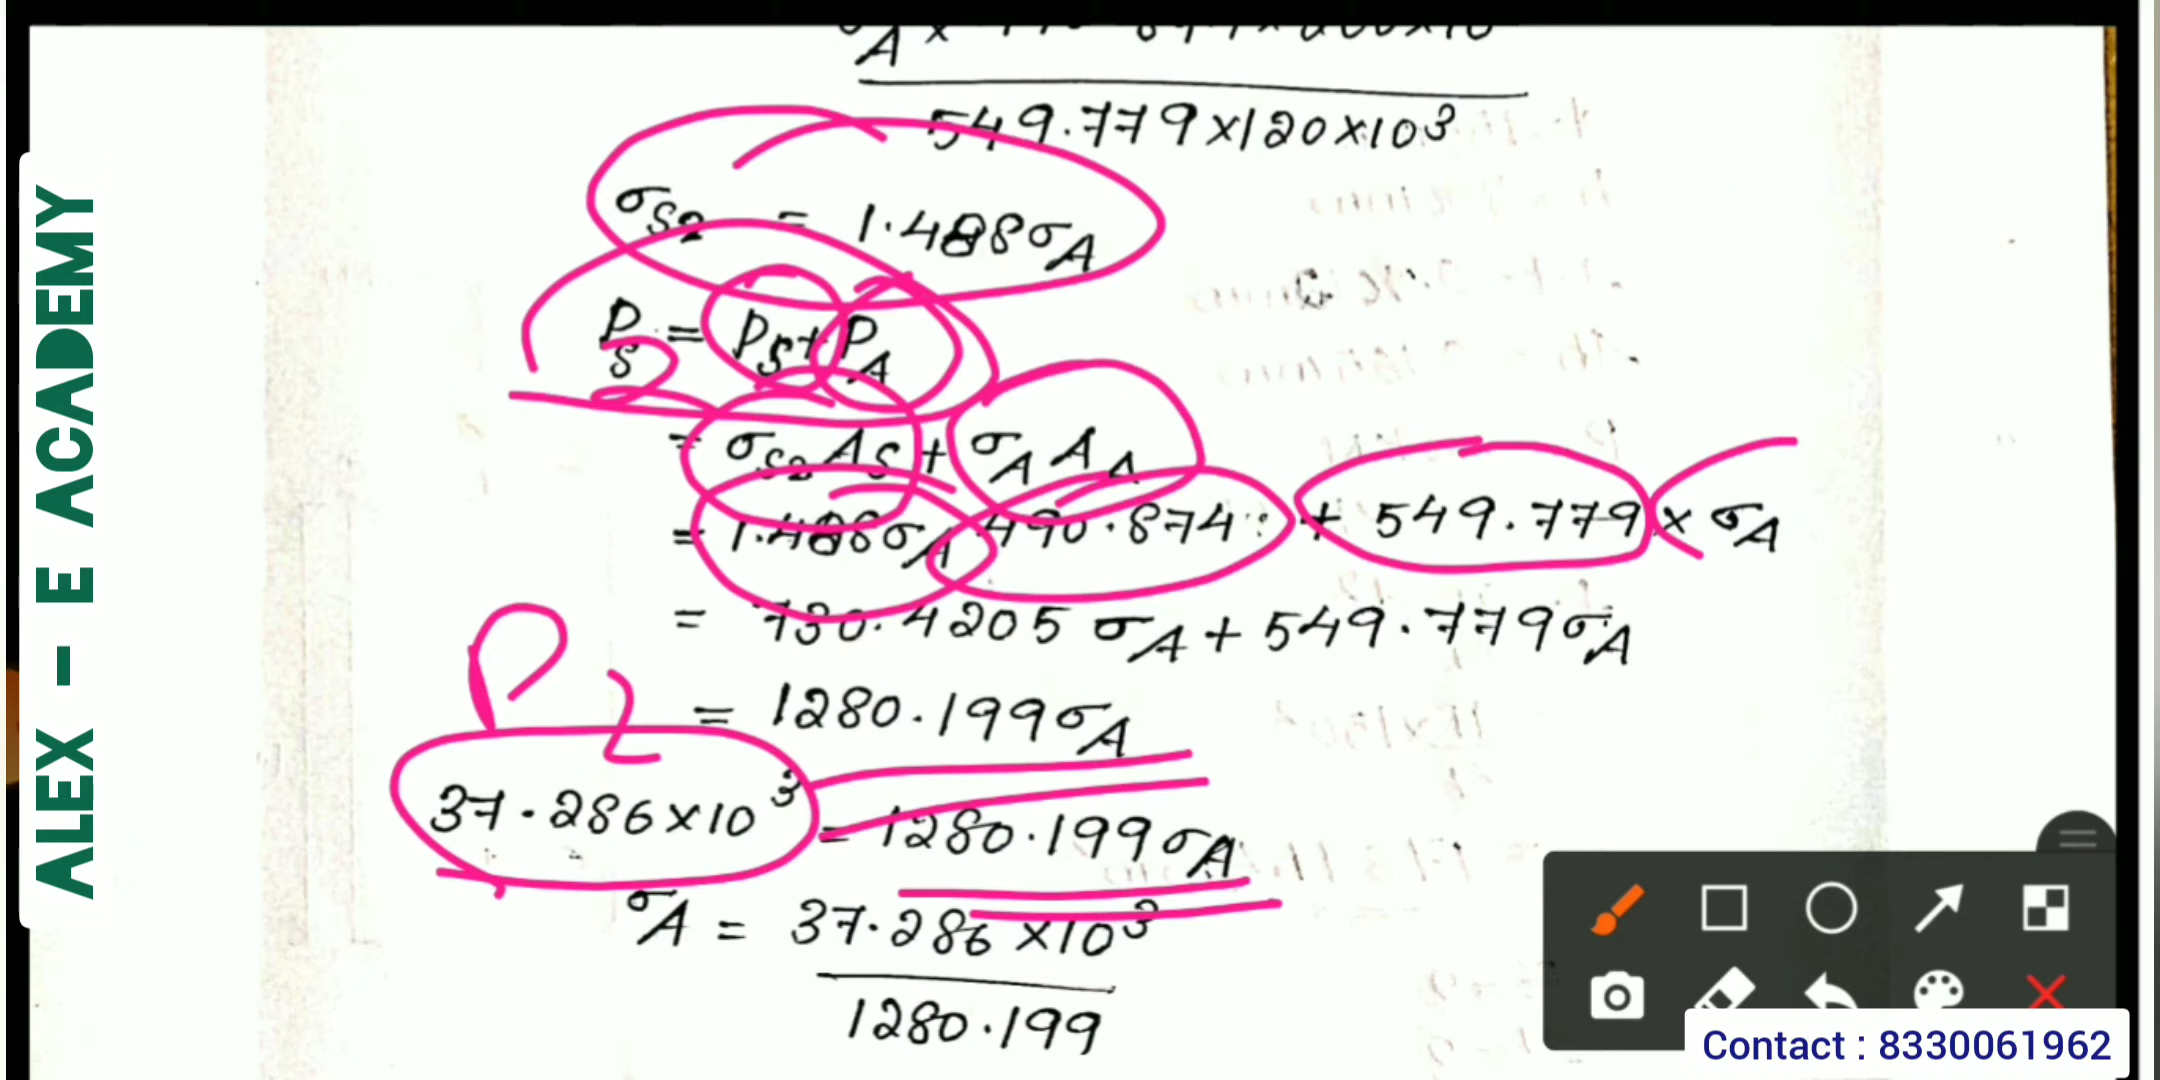 549.779×120×10³
σS2 = 1.488σA
PS = PS+PA
= σS2 AS + σA AA
= 1.488σA 490.874 + 549.779 × σA
= 730.4205 σA + 549.779σA
P2
= 1280.199σA
37.286×10³ = 1280.199σA
σA = 37.286×10³
1280.199
ALEX – E ACADEMY
Contact : 8330061962